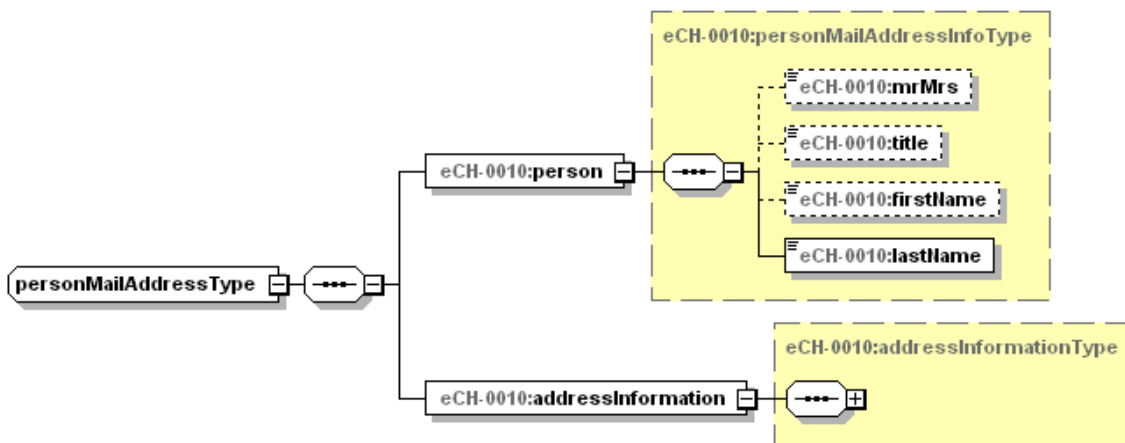 eCH-0010:personMailAddressInfoType
eCH-0010:mrMrs
eCH-0010:title
eCH-0010:person
eCH-0010:firstName
eCH-0010:lastName
personMailAddressType
eCH-0010:addressInformationType
eCH-0010:addressInformation